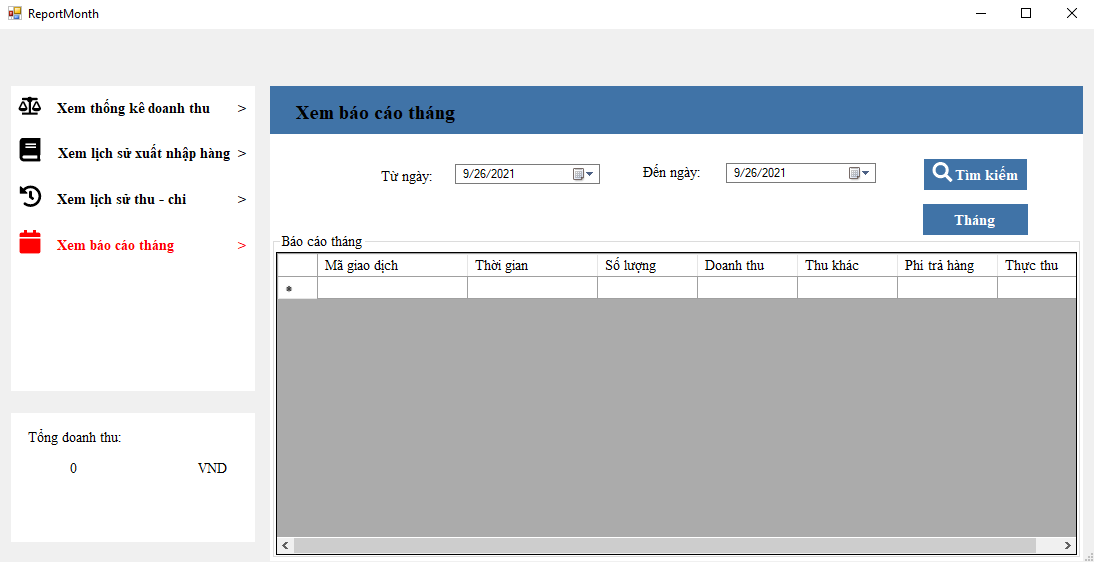 ReportMonth
Xem thống kê doanh thu >
Xem lịch sử xuất nhập hàng >
Xem lịch sử thu - chi >
Xem báo cáo tháng >
Tổng doanh thu:
0 VND
Xem báo cáo tháng
Từ ngày: 9/26/2021 Đến ngày: 9/26/2021 Tìm kiếm
Tháng
Báo cáo tháng
Mã giao dịch Thời gian Số lượng Doanh thu Thu khác Phí trả hàng Thực thu
*